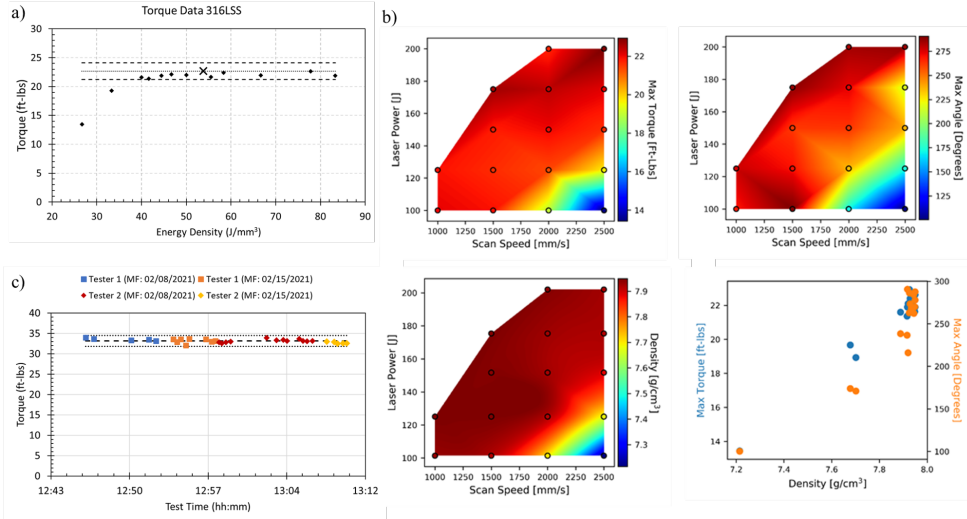 a)
Torque Data 316LSS
30
25
20
15
10
5
0
Torque (ft-lbs)
20 30 40 50 60 70 80 90
Energy Density (J/mm³)
b)
200
180
160
140
120
100
Laser Power [J]
1000 1250 1500 1750 2000 2250 2500
Scan Speed [mm/s]
22
20
18
16
14
Max Torque [Ft-Lbs]
200
180
160
140
120
100
Laser Power [J]
1000 1250 1500 1750 2000 2250 2500
Scan Speed [mm/s]
275
250
225
200
175
150
125
Max Angle [Degrees]
c)
Tester 1 (MF: 02/08/2021) Tester 1 (MF: 02/15/2021)
Tester 2 (MF: 02/08/2021) Tester 2 (MF: 02/15/2021)
40
35
30
25
20
15
10
5
0
Torque (ft-lbs)
12:43 12:50 12:57 13:04 13:12
Test Time (hh:mm)
200
180
160
140
120
100
Laser Power [J]
1000 1250 1500 1750 2000 2250 2500
Scan Speed [mm/s]
7.9
7.8
7.7
7.6
7.5
7.4
7.3
Density [g/cm³]
22
20
18
16
14
Max Torque [ft-lbs]
7.2 7.4 7.6 7.8 8.0
Density [g/cm³]
300
250
200
150
100
Max Angle [Degrees]